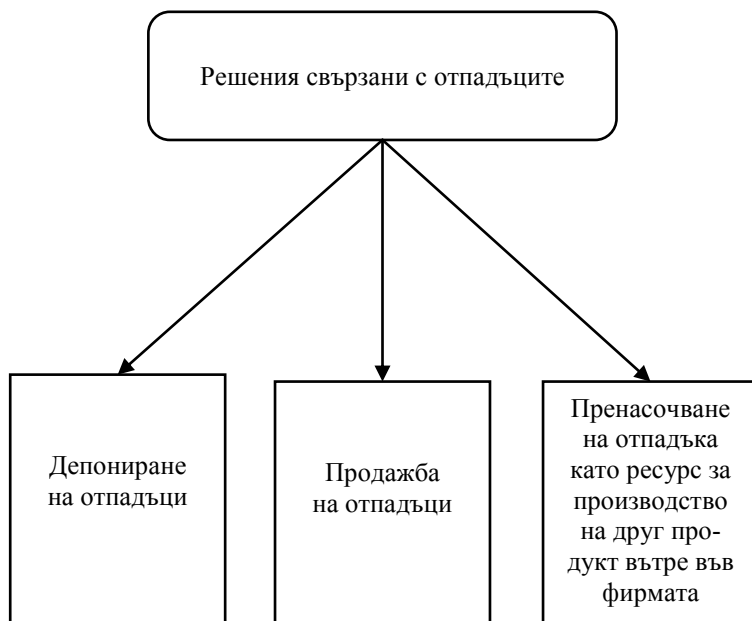 Решения свързани с отпадъците
Депониране
на отпадъци
Продажба
на отпадъци
Пренасочване
на отпадъка
като ресурс за
производство
на друг про-
дукт вътре във
фирмата